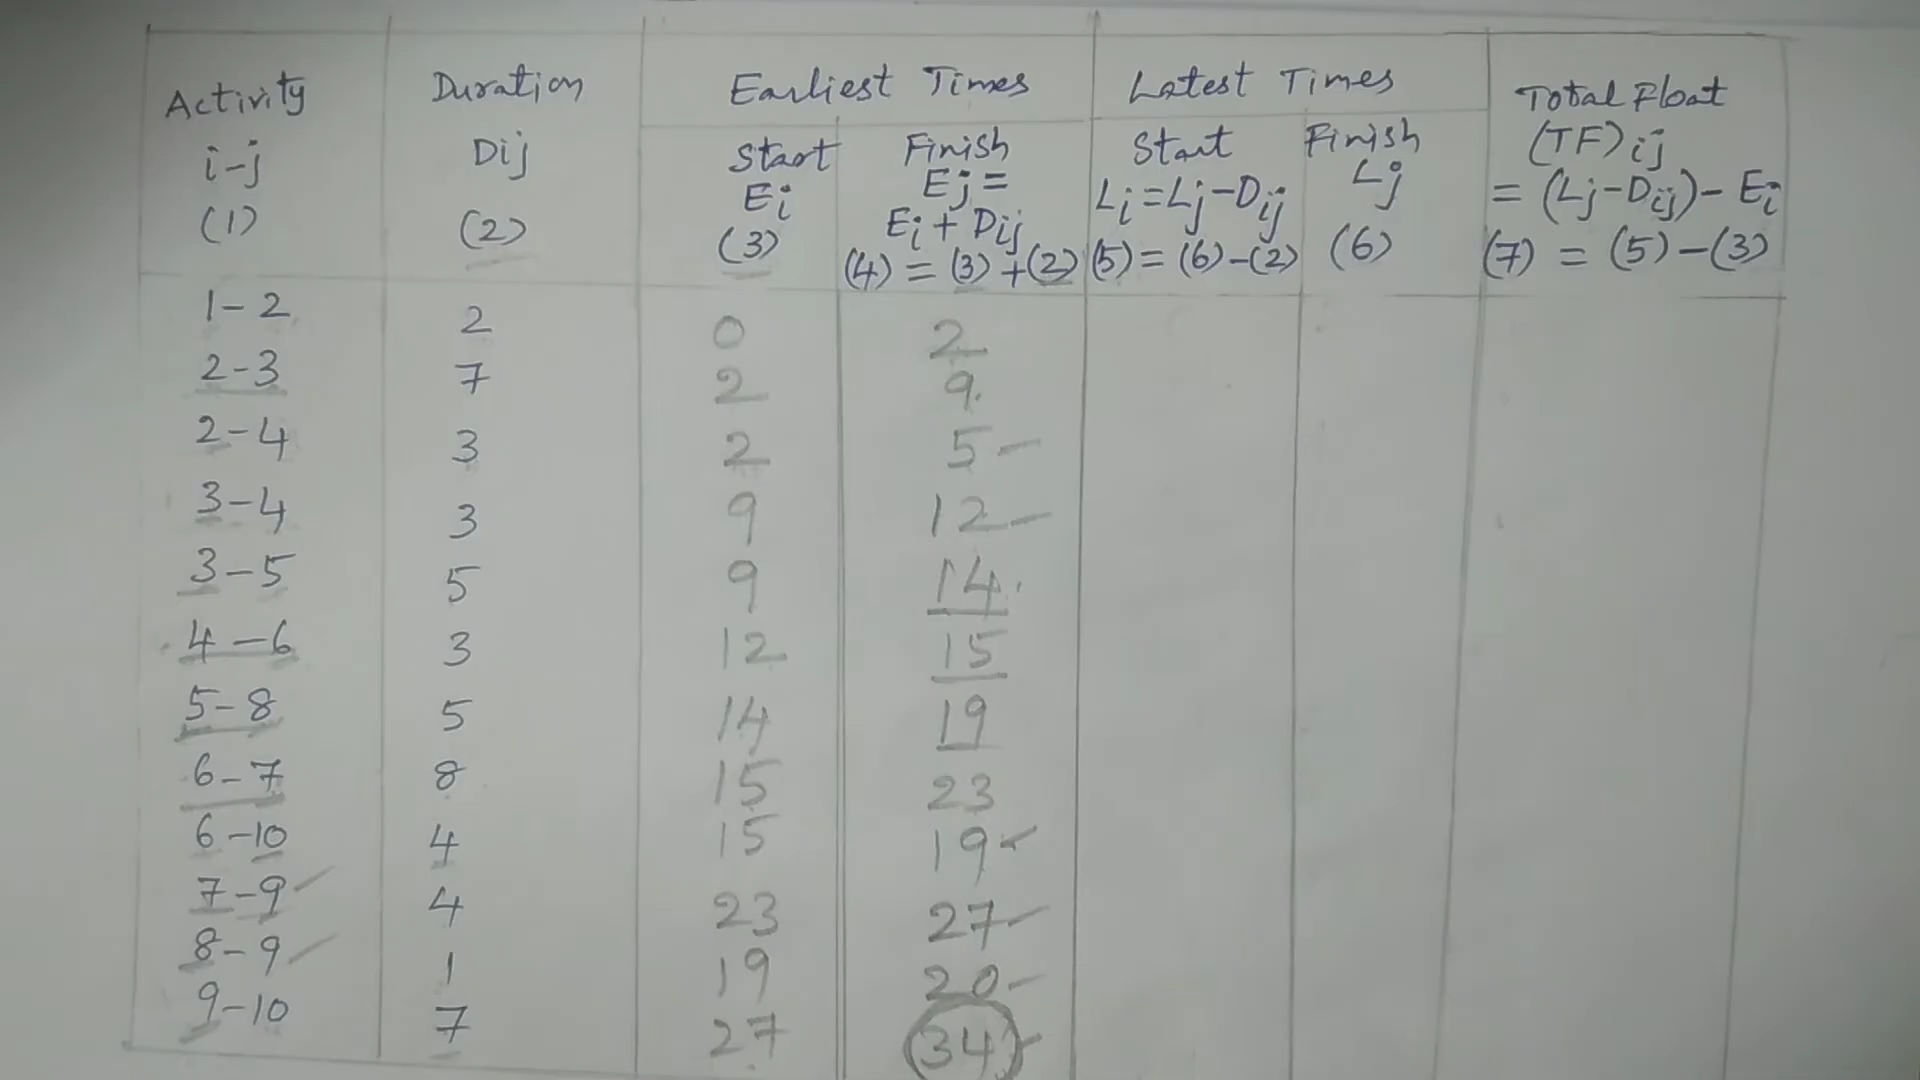 Activity Duration Earliest Times Latest Times Total Float
i-j Dij Start Finish Start Finish (TF)ij
(1) (2) Ei Ej= Li=Lj-Dij Lj = (Lj-Dij)-Ei
(3) Ei+Dij (5)=(6)-(2) (6) (7) = (5)-(3)
(4)=(3)+(2)
1-2 2 0 2
2-3 7 2 9
2-4 3 2 5
3-4 3 9 12
3-5 5 9 14
4-6 3 12 15
5-8 5 14 19
6-7 8 15 23
6-10 4 15 19
7-9 4 23 27
8-9 1 19 20
9-10 7 27 34